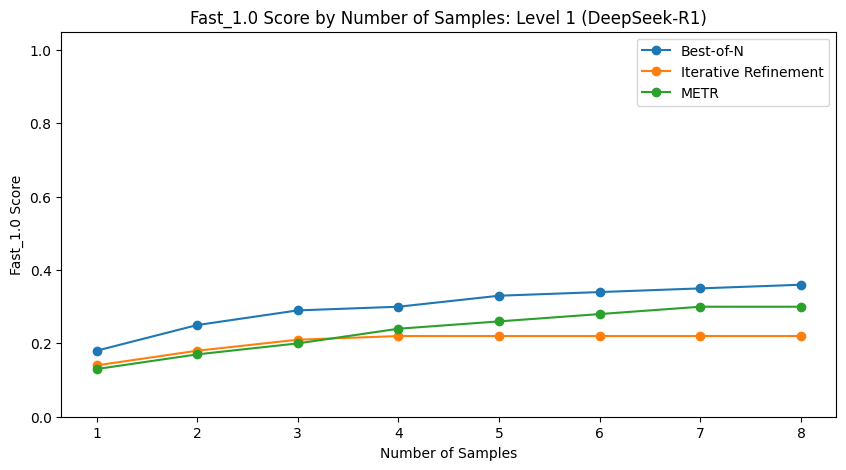 Fast_1.0 Score by Number of Samples: Level 1 (DeepSeek-R1)
Best-of-N
Iterative Refinement
METR
Fast_1.0 Score
1.0
0.8
0.6
0.4
0.2
0.0
1 2 3 4 5 6 7 8
Number of Samples